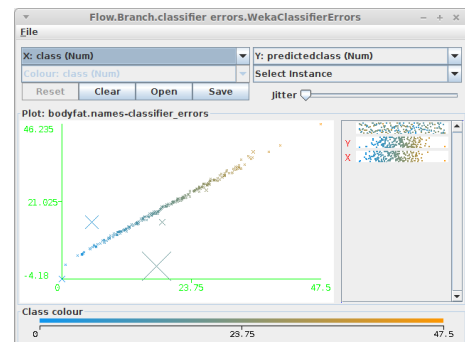 Flow.Branch.classifier errors.WekaClassifierErrors
File
X: class (Num) Y: predictedclass (Num)
Colour: class (Num) Select Instance
Reset Clear Open Save Jitter
Plot: bodyfat.names-classifier_errors
46.235
21.025
-4.18
0 23.75 47.5
Y
X
Class colour
0 23.75 47.5